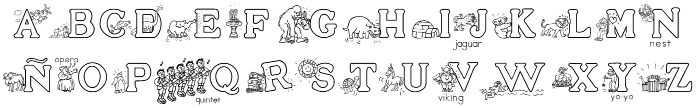 A B C D E F G H I J K L M N
jaguar nest
opera
Ñ O P Q R S T U V W X Y Z
quintet viking yo-yo